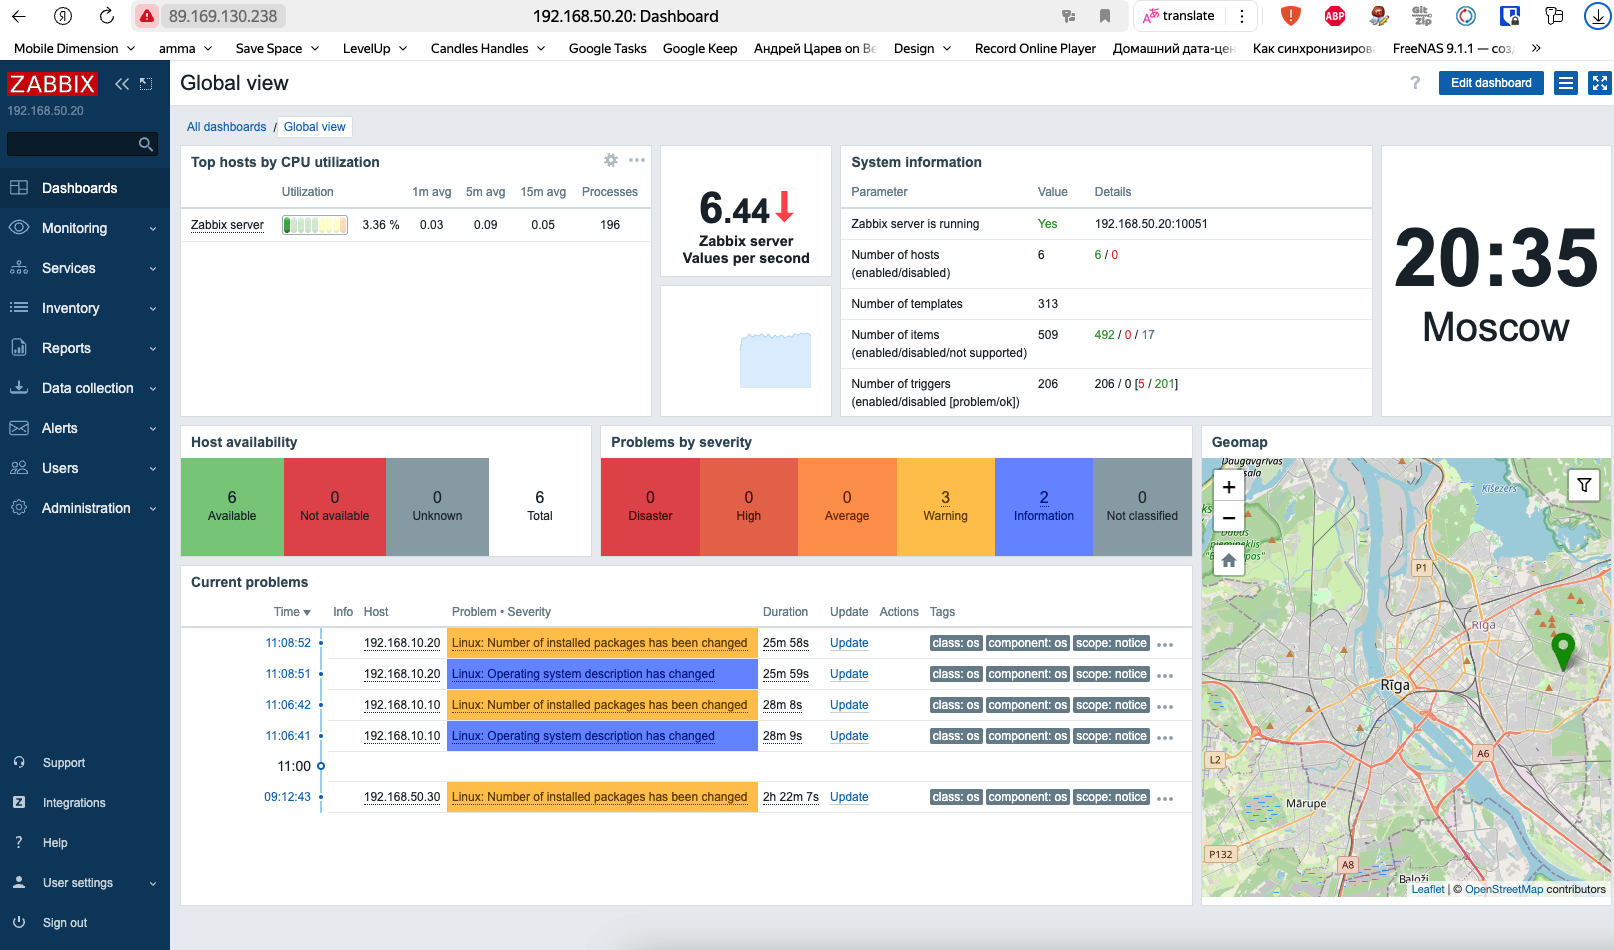 89.169.130.238
192.168.50.20: Dashboard
translate
ABP
Git
Zip
Mobile Dimension
amma
Save Space
LevelUp
Candles Handles
Google Tasks
Google Keep
Андрей Царев on Be
Design
Record Online Player
Домашний дата-цен
Как синхронизирова
FreeNAS 9.1.1 — соз
ZABBIX
192.168.50.20
Dashboards
Monitoring
Services
Inventory
Reports
Data collection
Alerts
Users
Administration
Support
Integrations
Help
User settings
Sign out
Global view
? Edit dashboard
All dashboards / Global view
Top hosts by CPU utilization
Utilization 1m avg 5m avg 15m avg Processes
Zabbix server 3.36 % 0.03 0.09 0.05 196
6.44
Zabbix server
Values per second
System information
Parameter Value Details
Zabbix server is running Yes 192.168.50.20:10051
Number of hosts (enabled/disabled) 6 6 / 0
Number of templates 313
Number of items (enabled/disabled/not supported) 509 492 / 0 / 17
Number of triggers (enabled/disabled [problem/ok]) 206 206 / 0 [5 / 201]
20:35
Moscow
Host availability
6 Available
0 Not available
0 Unknown
6 Total
Problems by severity
0 Disaster
0 High
0 Average
3 Warning
2 Information
0 Not classified
Current problems
Time Info Host Problem • Severity Duration Update Actions Tags
11:08:52 192.168.10.20 Linux: Number of installed packages has been changed 25m 58s Update class: os component: os scope: notice
11:08:51 192.168.10.20 Linux: Operating system description has changed 25m 59s Update class: os component: os scope: notice
11:06:42 192.168.10.10 Linux: Number of installed packages has been changed 28m 8s Update class: os component: os scope: notice
11:06:41 192.168.10.10 Linux: Operating system description has changed 28m 9s Update class: os component: os scope: notice
11:00
09:12:43 192.168.50.30 Linux: Number of installed packages has been changed 2h 22m 7s Update class: os component: os scope: notice
Geomap
+
−
Daugavgrīvas
sala
Ķīšezers
P1
Rīga
Rīga
A6
L2
Mārupe
P132
A8
Baloži
Leaflet | © OpenStreetMap contributors